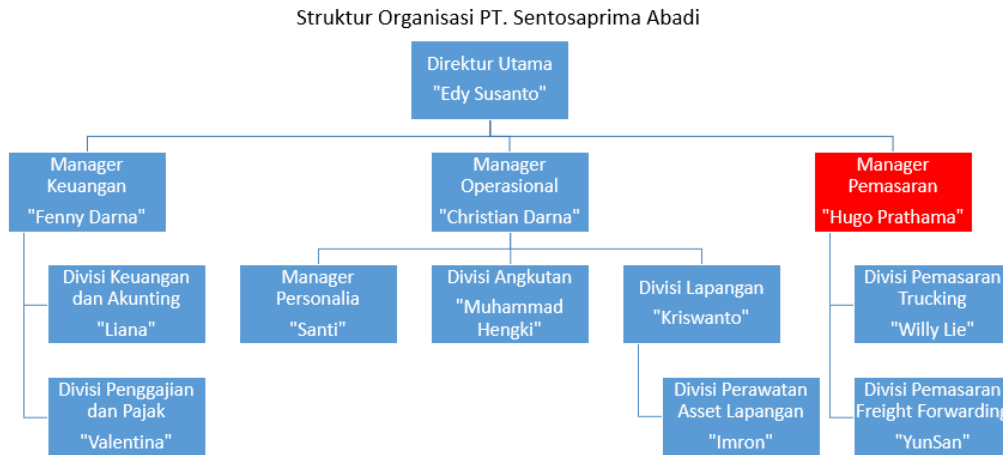 Struktur Organisasi PT. Sentosaprima Abadi
Direktur Utama
"Edy Susanto"
Manager
Keuangan
"Fenny Darna"
Manager
Operasional
"Christian Darna"
Manager
Pemasaran
"Hugo Prathama"
Divisi Keuangan
dan Akunting
"Liana"
Manager
Personalia
"Santi"
Divisi Angkutan
"Muhammad
Hengki"
Divisi Lapangan
"Kriswanto"
Divisi Pemasaran
Trucking
"Willy Lie"
Divisi Penggajian
dan Pajak
"Valentina"
Divisi Perawatan
Asset Lapangan
"Imron"
Divisi Pemasaran
Freight Forwarding
"YunSan"